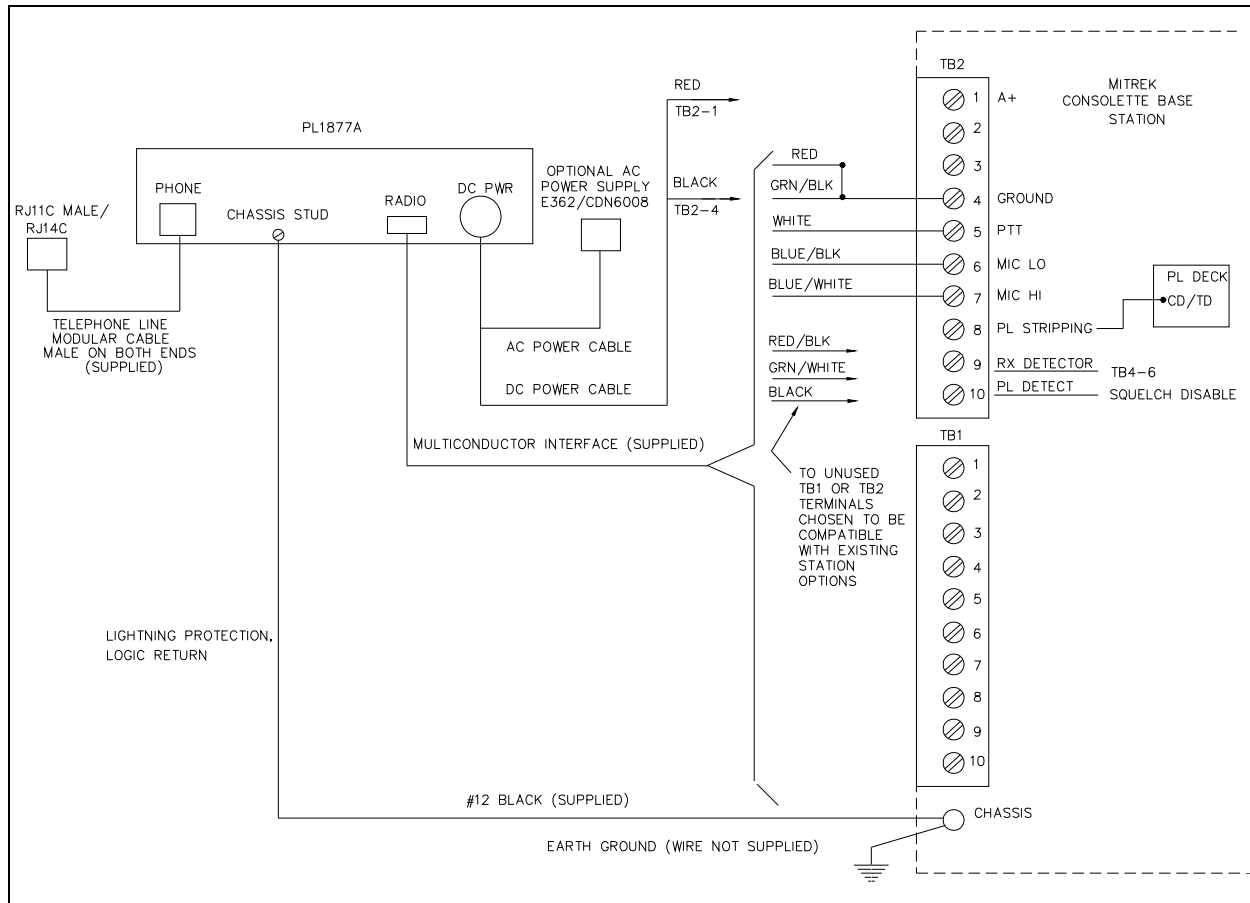 PL1877A
PHONE
CHASSIS STUD
RADIO
DC PWR
RJ11C MALE/
RJ14C
TELEPHONE LINE
MODULAR CABLE
MALE ON BOTH ENDS
(SUPPLIED)
OPTIONAL AC
POWER SUPPLY
E362/CDN6008
AC POWER CABLE
DC POWER CABLE
MULTICONDUCTOR INTERFACE (SUPPLIED)
LIGHTNING PROTECTION,
LOGIC RETURN
#12 BLACK (SUPPLIED)
EARTH GROUND (WIRE NOT SUPPLIED)
RED
TB2-1
BLACK
TB2-4
RED
GRN/BLK
WHITE
BLUE/BLK
BLUE/WHITE
RED/BLK
GRN/WHITE
BLACK
TO UNUSED
TB1 OR TB2
TERMINALS
CHOSEN TO BE
COMPATIBLE
WITH EXISTING
STATION
OPTIONS
MITREK
CONSOLETTE BASE
STATION
TB2
1 A+
2
3
4 GROUND
5 PTT
6 MIC LO
7 MIC HI
8 PL STRIPPING
9 RX DETECTOR TB4-6
10 PL DETECT SQUELCH DISABLE
PL DECK
CD/TD
TB1
1
2
3
4
5
6
7
8
9
10
CHASSIS